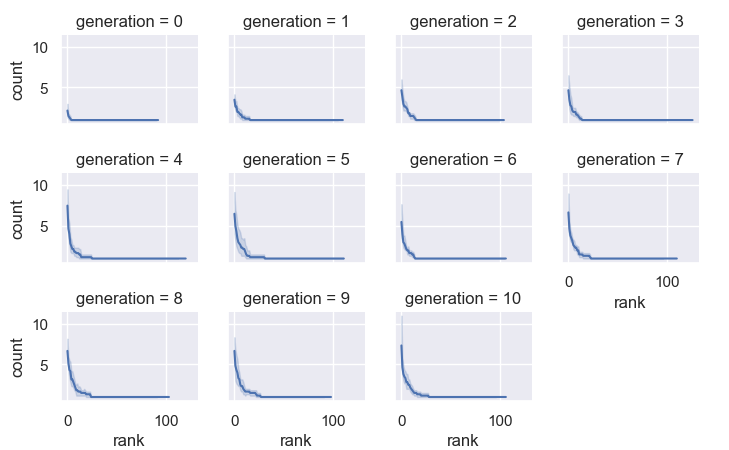 generation = 0
generation = 1
generation = 2
generation = 3
10
5
count
generation = 4
generation = 5
generation = 6
generation = 7
10
5
count
0
100
rank
generation = 8
generation = 9
generation = 10
10
5
count
0
100
rank
0
100
rank
0
100
rank